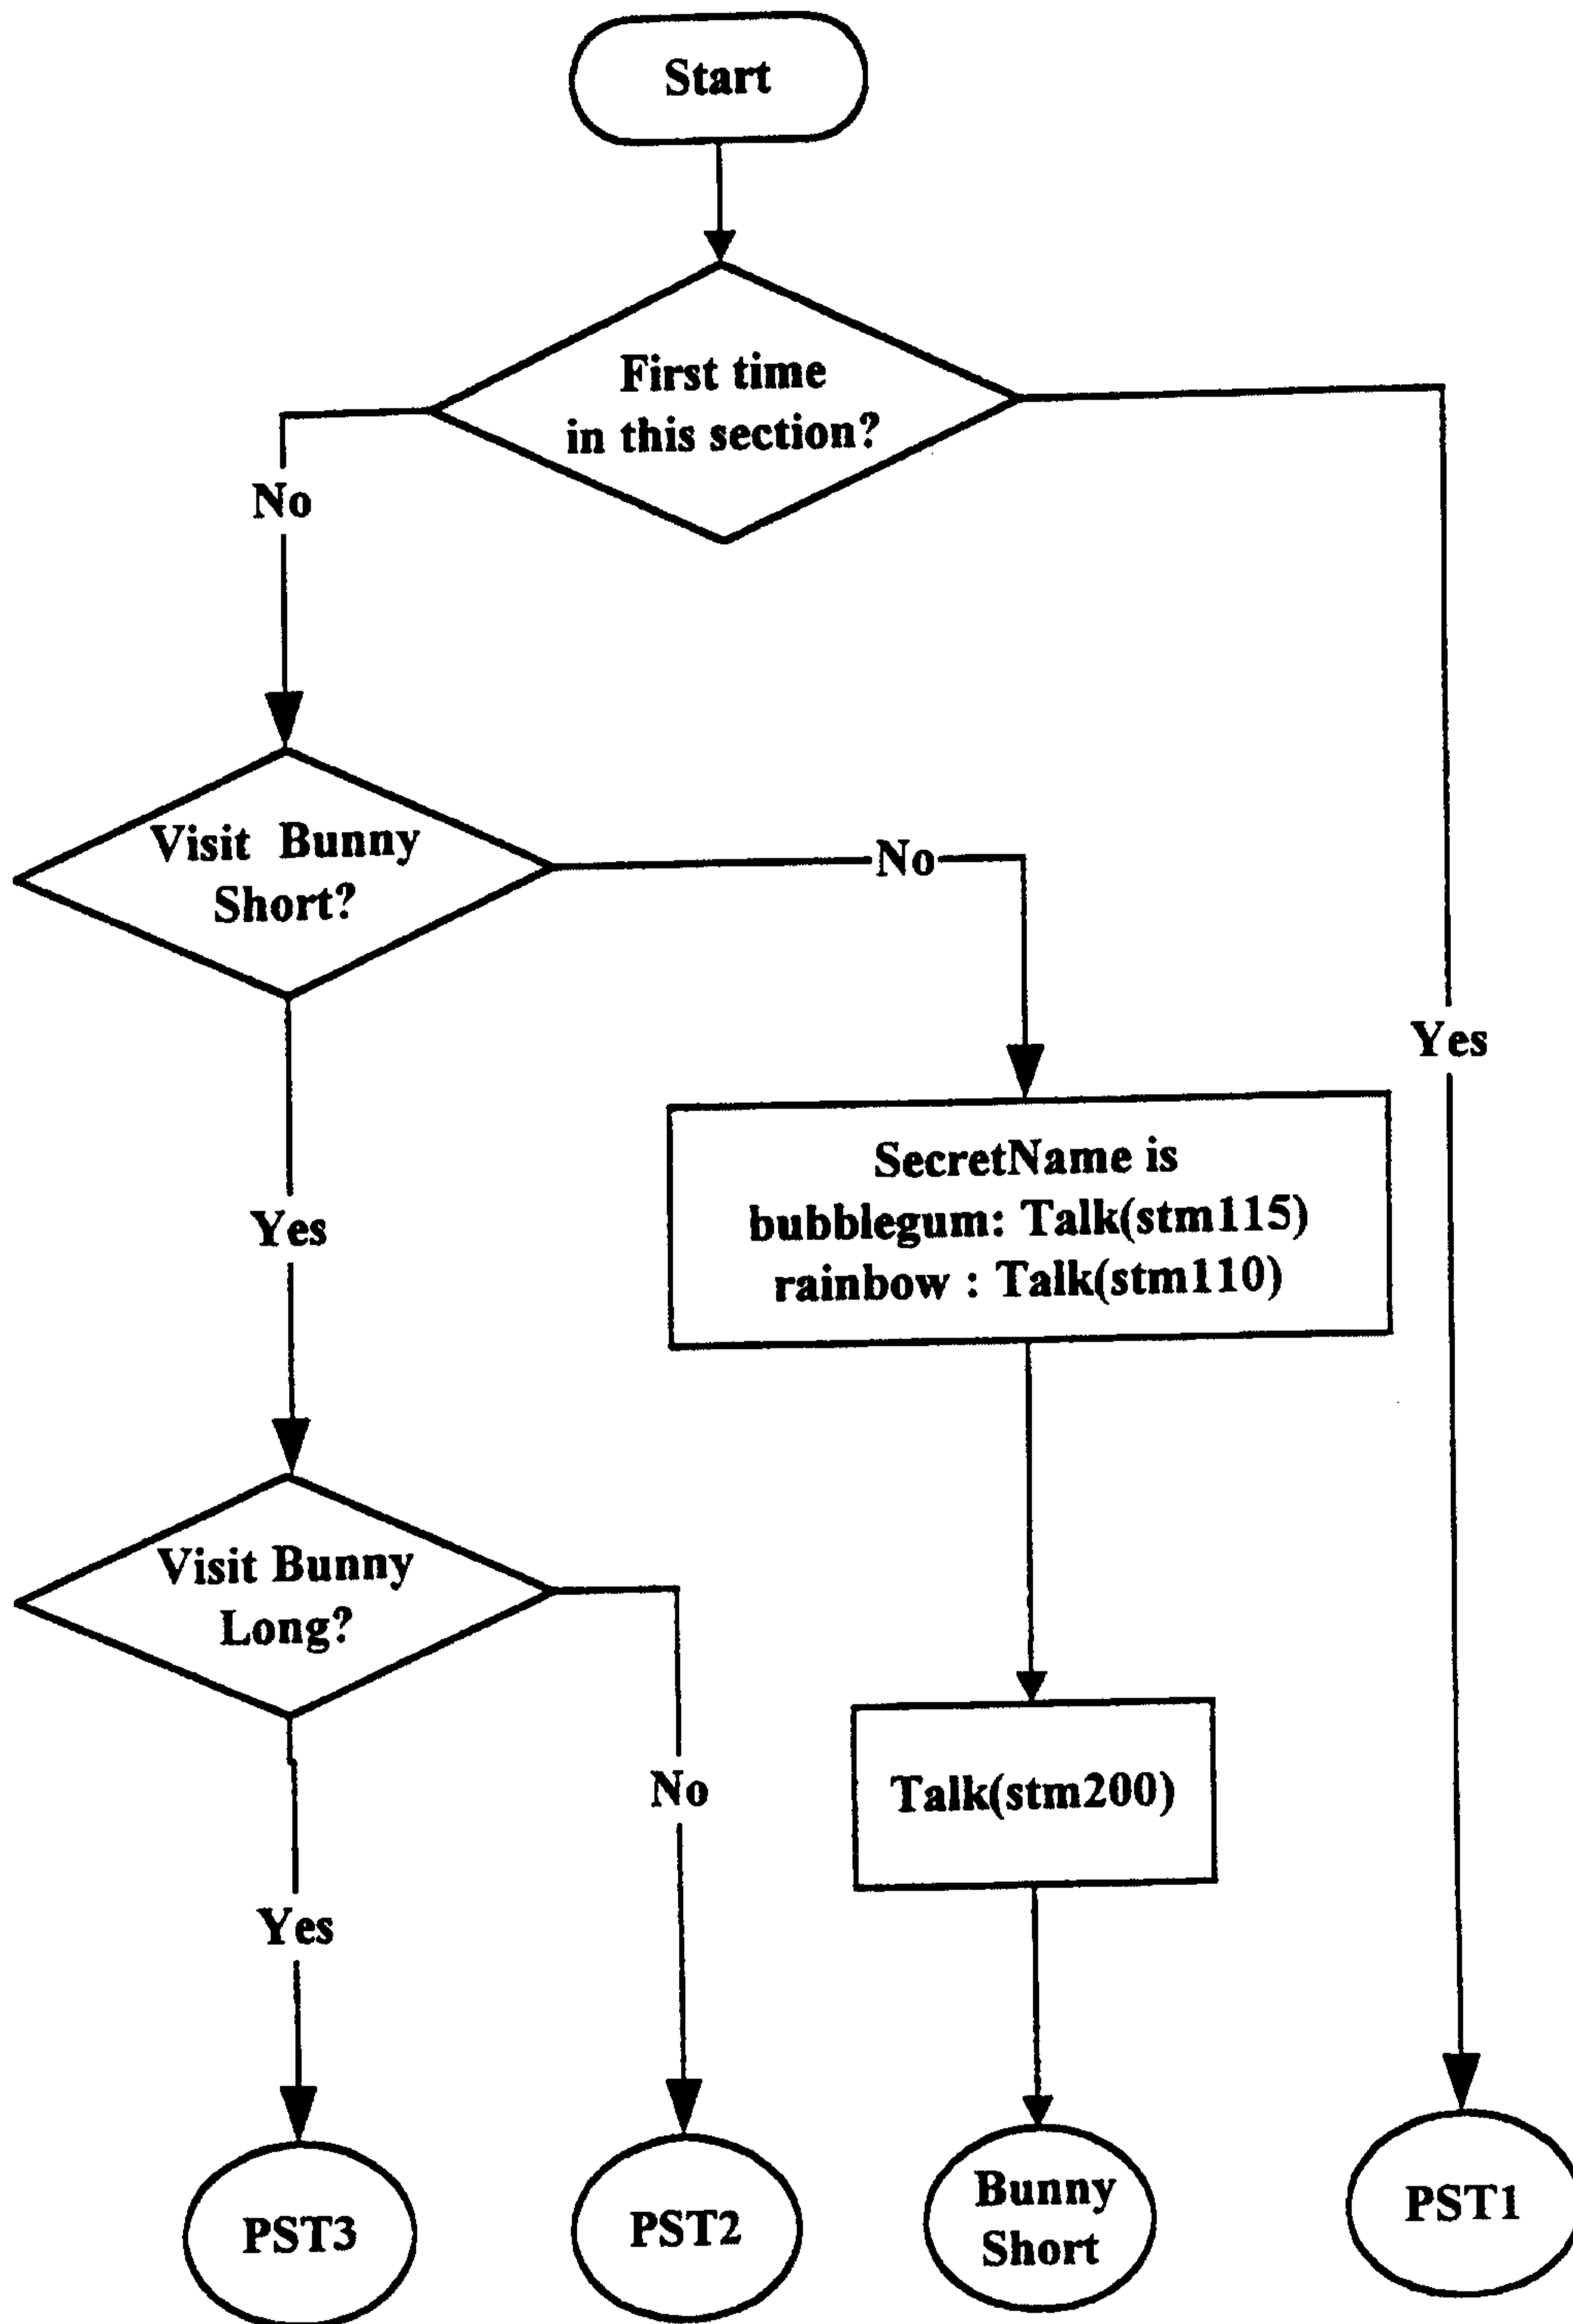 Start
First time
in this section?
No
Visit Bunny
Short?
No
Yes
SecretName is
bubblegum: Talk(stm115)
rainbow : Talk(stm110)
Yes
Visit Bunny
Long?
No
Talk(stm200)
Yes
PST3
PST2
Bunny
Short
PST1